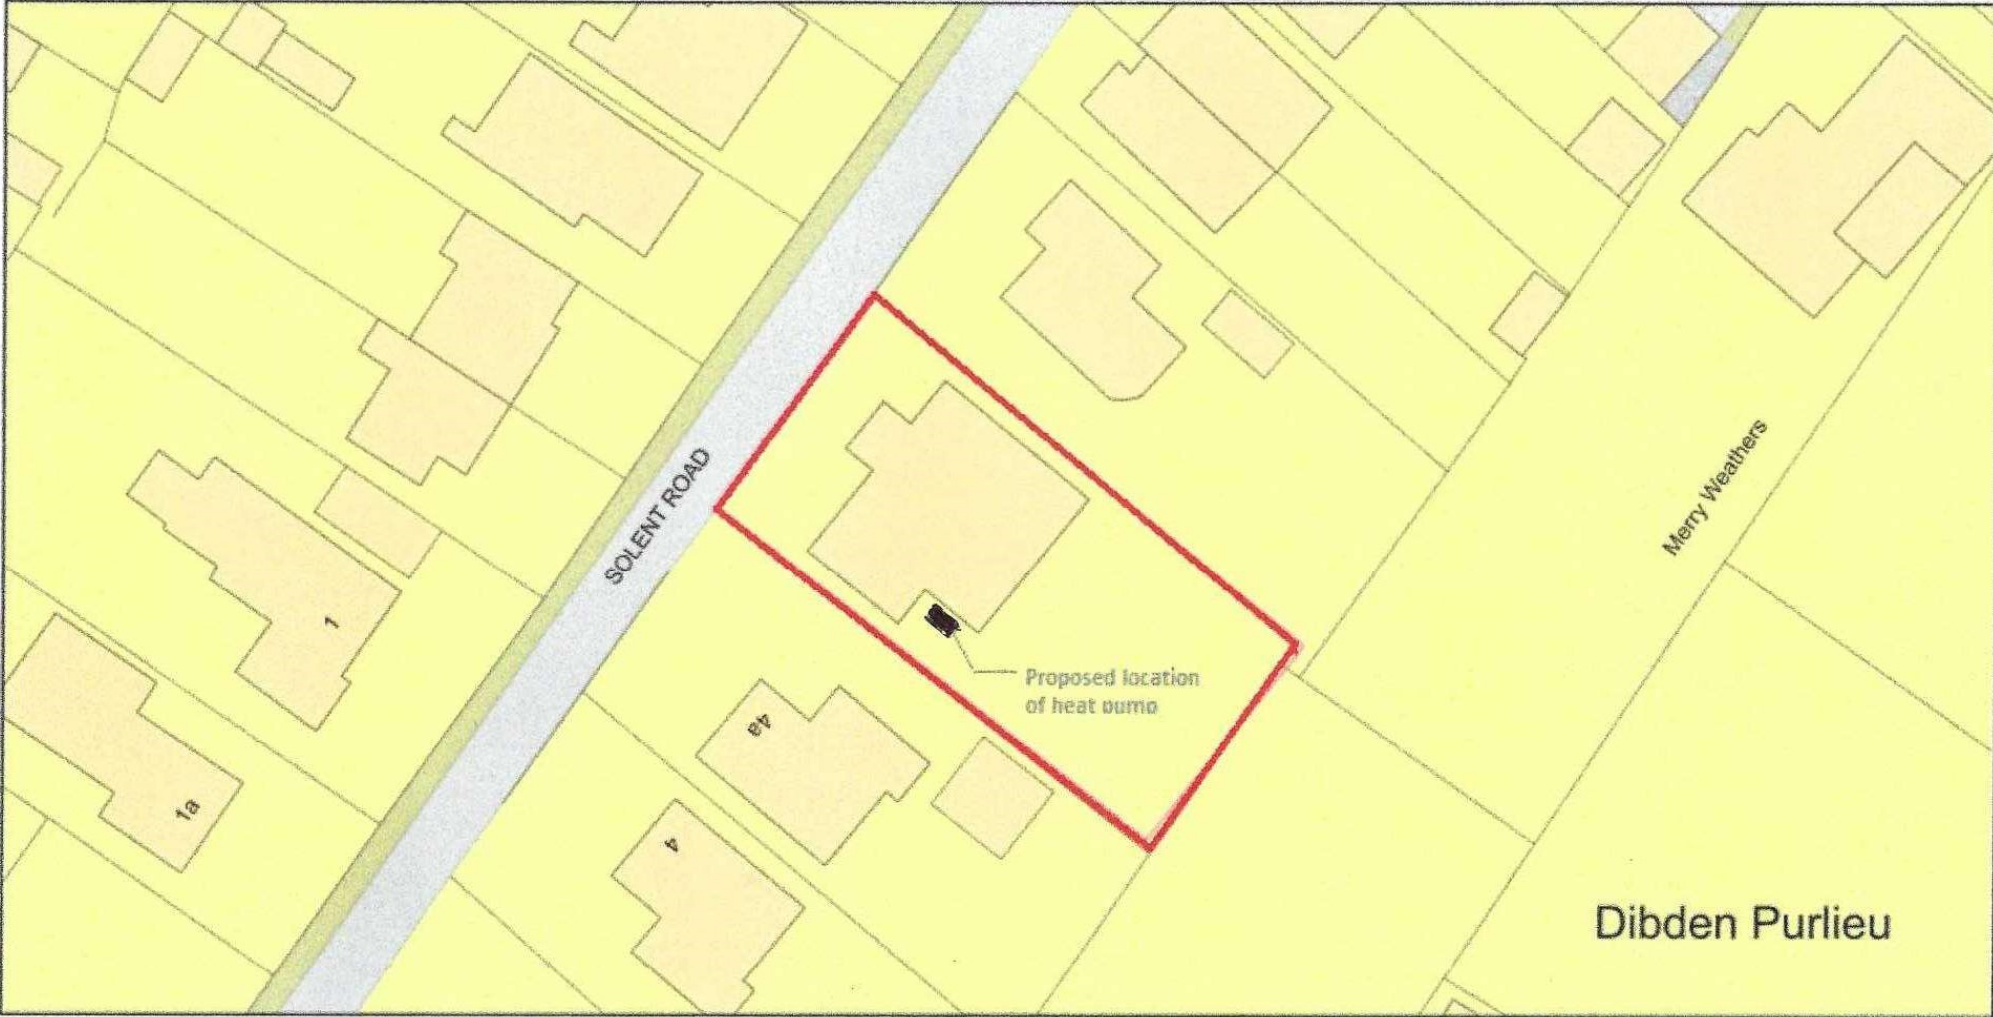 SOLENT ROAD
Merry Weathers
1
Proposed location
of heat pump
4a
1a
4
Dibden Purlieu